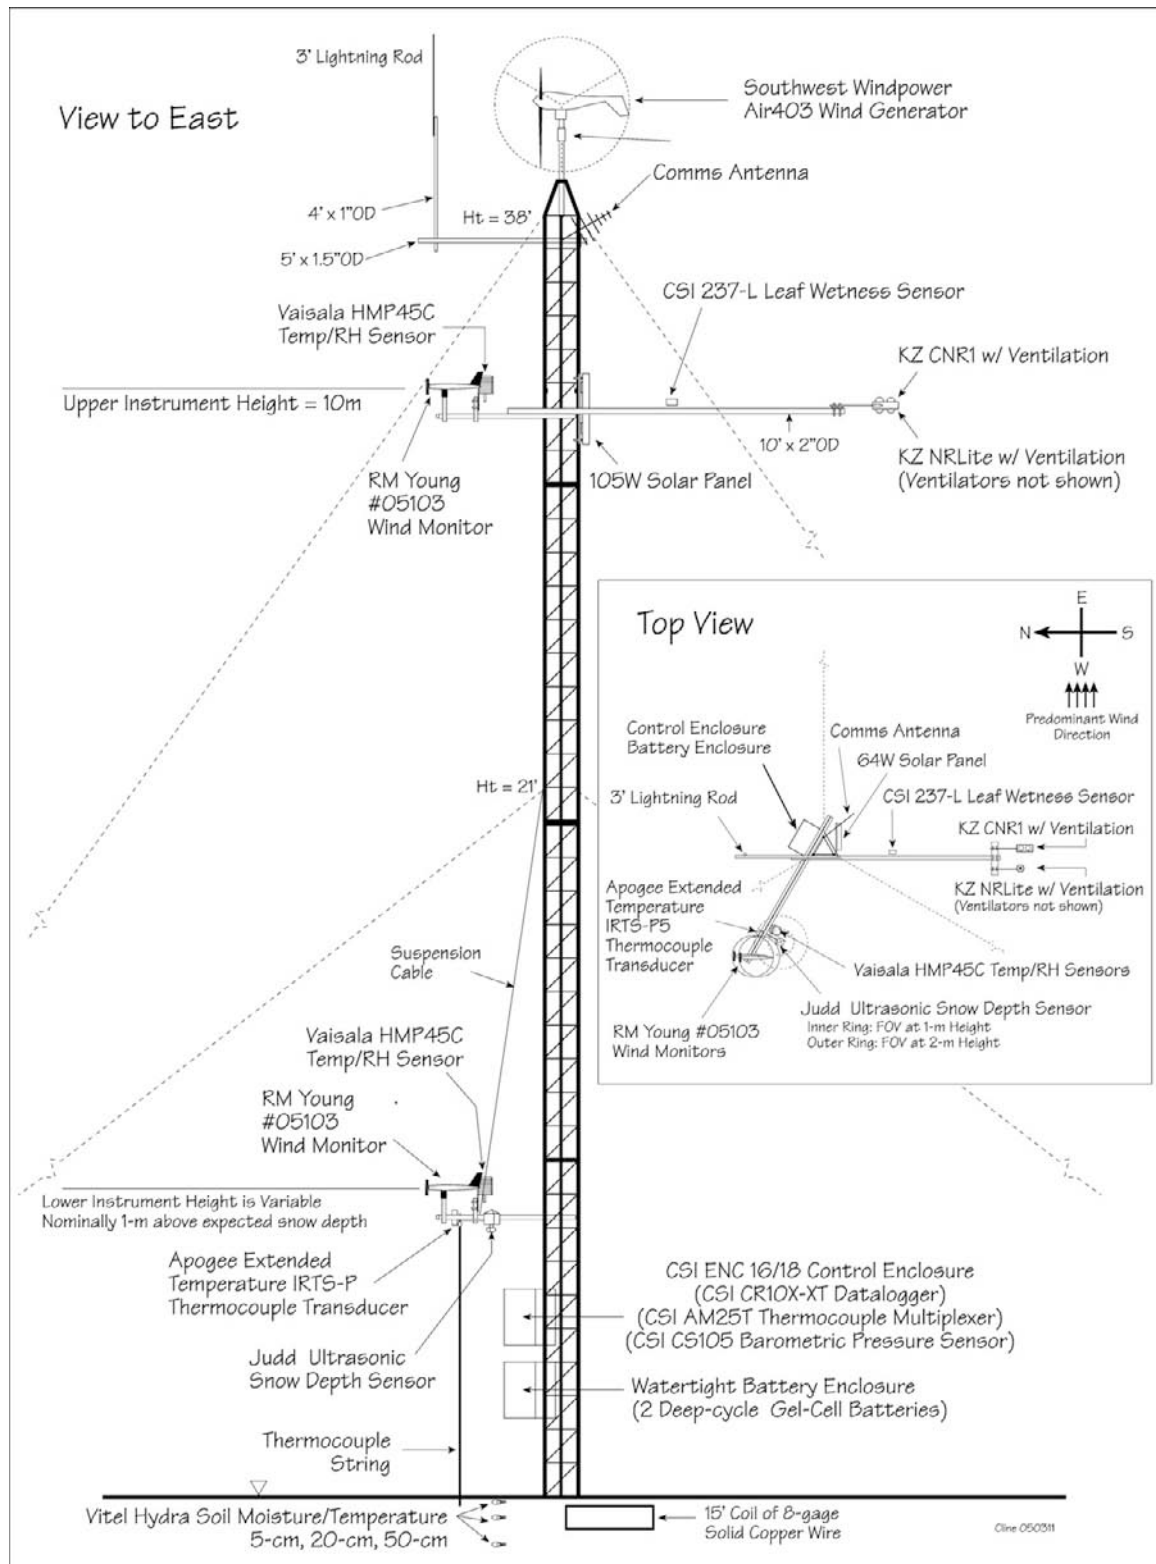 3' Lightning Rod
View to East
Southwest Windpower
Air403 Wind Generator
Comms Antenna
4' x 1"OD
Ht = 38'
5' x 1.5"OD
CSI 237-L Leaf Wetness Sensor
Vaisala HMP45C
Temp/RH Sensor
KZ CNR1 w/ Ventilation
Upper Instrument Height = 10m
10' x 2"OD
KZ NRLite w/ Ventilation
(Ventilators not shown)
RM Young
#05103
Wind Monitor
105W Solar Panel
Top View
E
N
S
W
Predominant Wind
Direction
Control Enclosure
Battery Enclosure
Comms Antenna
64W Solar Panel
3' Lightning Rod
CSI 237-L Leaf Wetness Sensor
KZ CNR1 w/ Ventilation
KZ NRLite w/ Ventilation
(Ventilators not shown)
Apogee Extended
Temperature
IRTS-P5
Thermocouple
Transducer
Vaisala HMP45C Temp/RH Sensors
Judd Ultrasonic Snow Depth Sensor
Inner Ring: FOV at 1-m Height
Outer Ring: FOV at 2-m Height
RM Young #05103
Wind Monitors
Ht = 21'
Suspension
Cable
Vaisala HMP45C
Temp/RH Sensor
RM Young
#05103
Wind Monitor
Lower Instrument Height is Variable
Nominally 1-m above expected snow depth
Apogee Extended
Temperature IRTS-P
Thermocouple Transducer
CSI ENC 16/18 Control Enclosure
(CSI CR10X-XT Datalogger)
(CSI AM25T Thermocouple Multiplexer)
(CSI CS105 Barometric Pressure Sensor)
Judd Ultrasonic
Snow Depth Sensor
Watertight Battery Enclosure
(2 Deep-cycle Gel-Cell Batteries)
Thermocouple
String
Vitel Hydra Soil Moisture/Temperature
5-cm, 20-cm, 50-cm
15' Coil of 8-gage
Solid Copper Wire
Cline 050311